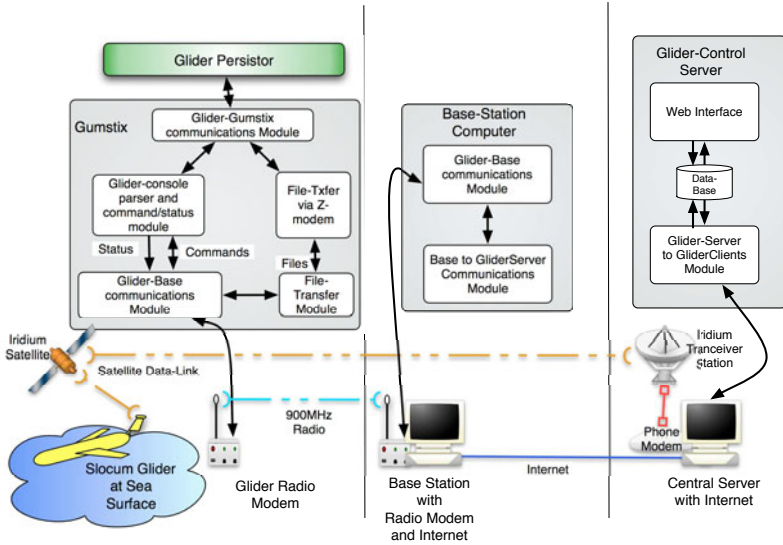 Glider Persistor
Gumstix
Glider-Gumstix
communications Module
Glider-console
parser and
command/status
module
File-Txfer
via Z-
modem
Status
Commands
Files
Glider-Base
communications
Module
File-
Transfer
Module
Base-Station
Computer
Glider-Base
communications
Module
Base to GliderServer
Communications
Module
Glider-Control
Server
Web Interface
Data-
Base
Glider-Server
to GliderClients
Module
Iridium
Satellite
Satellite Data-Link
Iridium
Tranceiver
Station
900MHz
Radio
Phone
Modem
Internet
Slocum Glider
at Sea
Surface
Glider Radio
Modem
Base Station
with
Radio Modem
and Internet
Central Server
with Internet